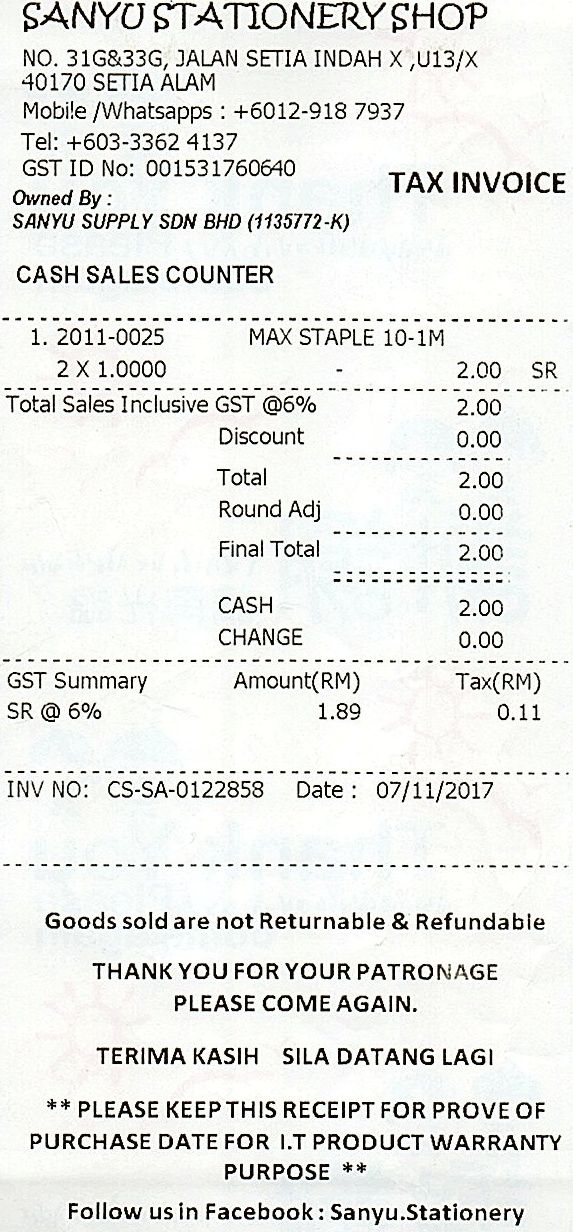 SANYU STATIONERY SHOP
NO. 31G&33G, JALAN SETIA INDAH X ,U13/X
40170 SETIA ALAM
Mobile /Whatsapps : +6012-918 7937
Tel: +603-3362 4137
GST ID No: 001531760640
TAX INVOICE
Owned By :
SANYU SUPPLY SDN BHD (1135772-K)
CASH SALES COUNTER
1. 2011-0025 MAX STAPLE 10-1M
2 X 1.0000 - 2.00 SR
Total Sales Inclusive GST @6% 2.00
Discount 0.00
Total 2.00
Round Adj 0.00
Final Total 2.00
CASH 2.00
CHANGE 0.00
GST Summary Amount(RM) Tax(RM)
SR @ 6% 1.89 0.11
INV NO: CS-SA-0122858 Date : 07/11/2017
Goods sold are not Returnable & Refundable
THANK YOU FOR YOUR PATRONAGE
PLEASE COME AGAIN.
TERIMA KASIH SILA DATANG LAGI
** PLEASE KEEP THIS RECEIPT FOR PROVE OF
PURCHASE DATE FOR I.T PRODUCT WARRANTY
PURPOSE **
Follow us in Facebook : Sanyu.Stationery